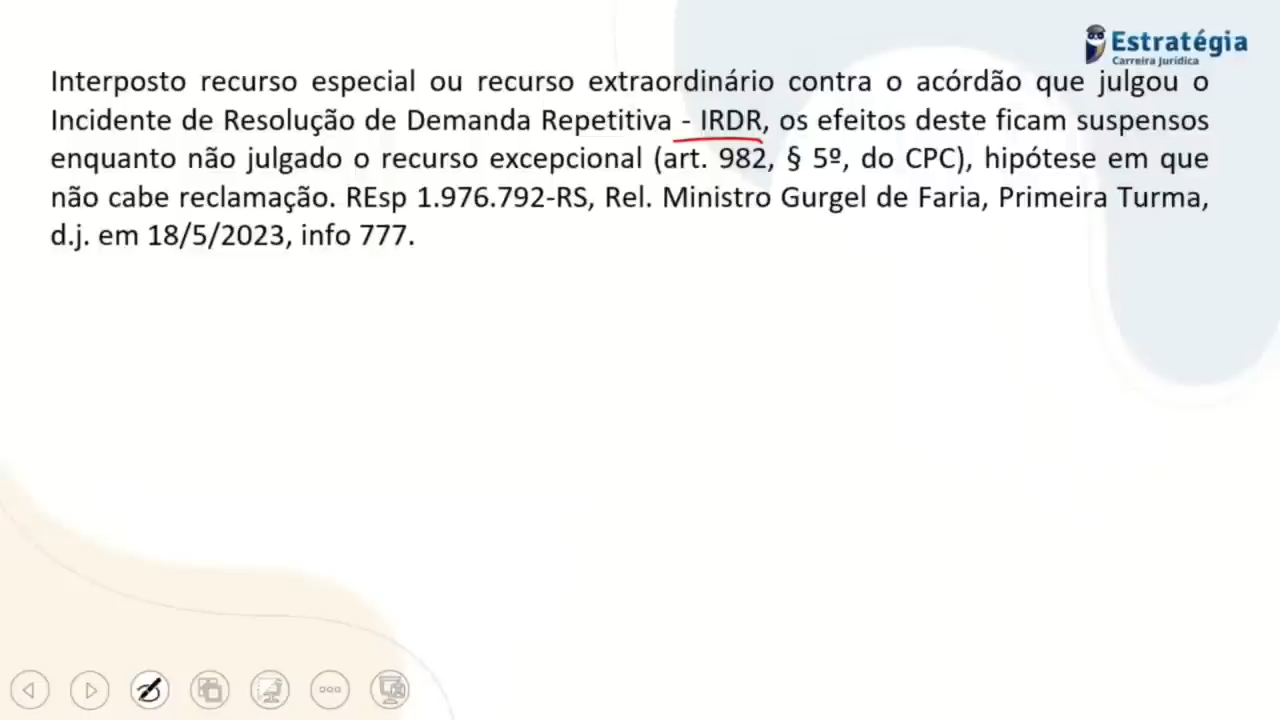 Estratégia
Carreira Jurídica
Interposto recurso especial ou recurso extraordinário contra o acórdão que julgou o
Incidente de Resolução de Demanda Repetitiva - IRDR, os efeitos deste ficam suspensos
enquanto não julgado o recurso excepcional (art. 982, § 5º, do CPC), hipótese em que
não cabe reclamação. REsp 1.976.792-RS, Rel. Ministro Gurgel de Faria, Primeira Turma,
d.j. em 18/5/2023, info 777.